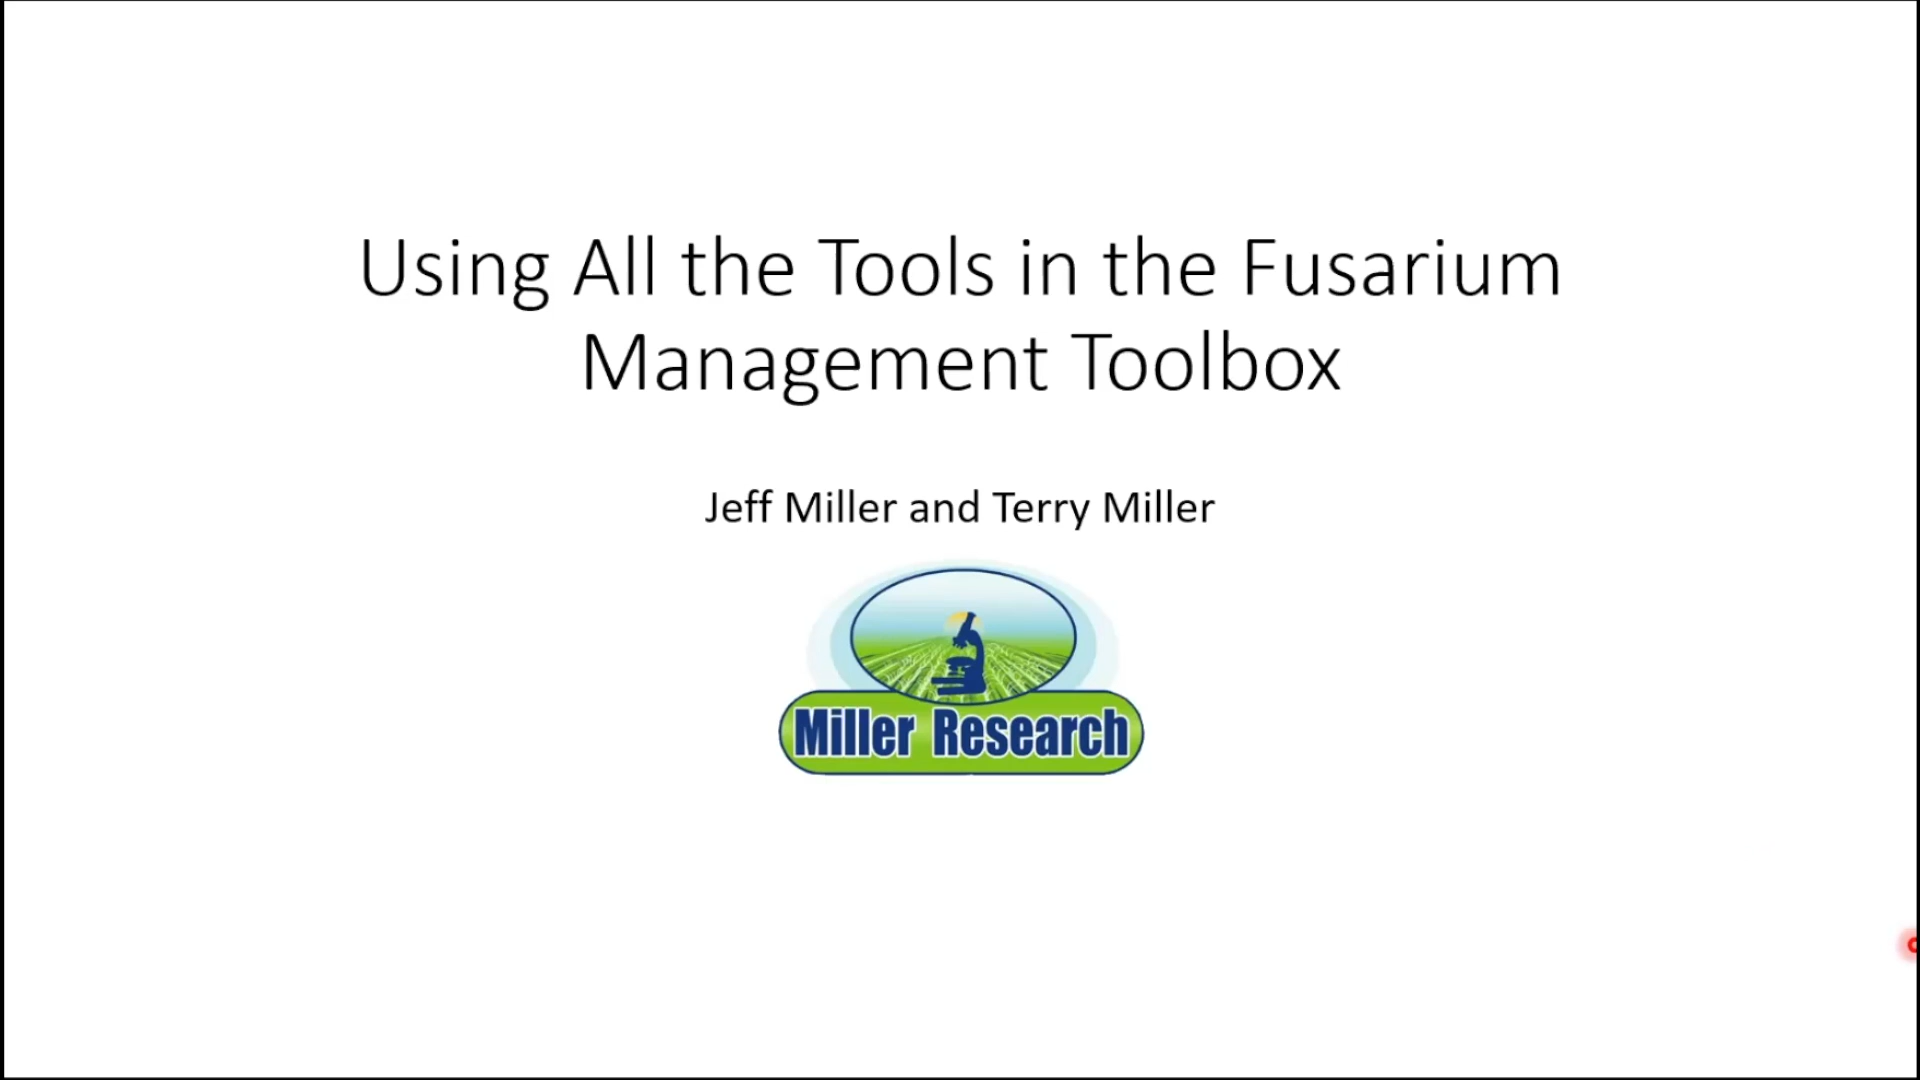 Using All the Tools in the Fusarium
Management Toolbox
Jeff Miller and Terry Miller
Miller Research